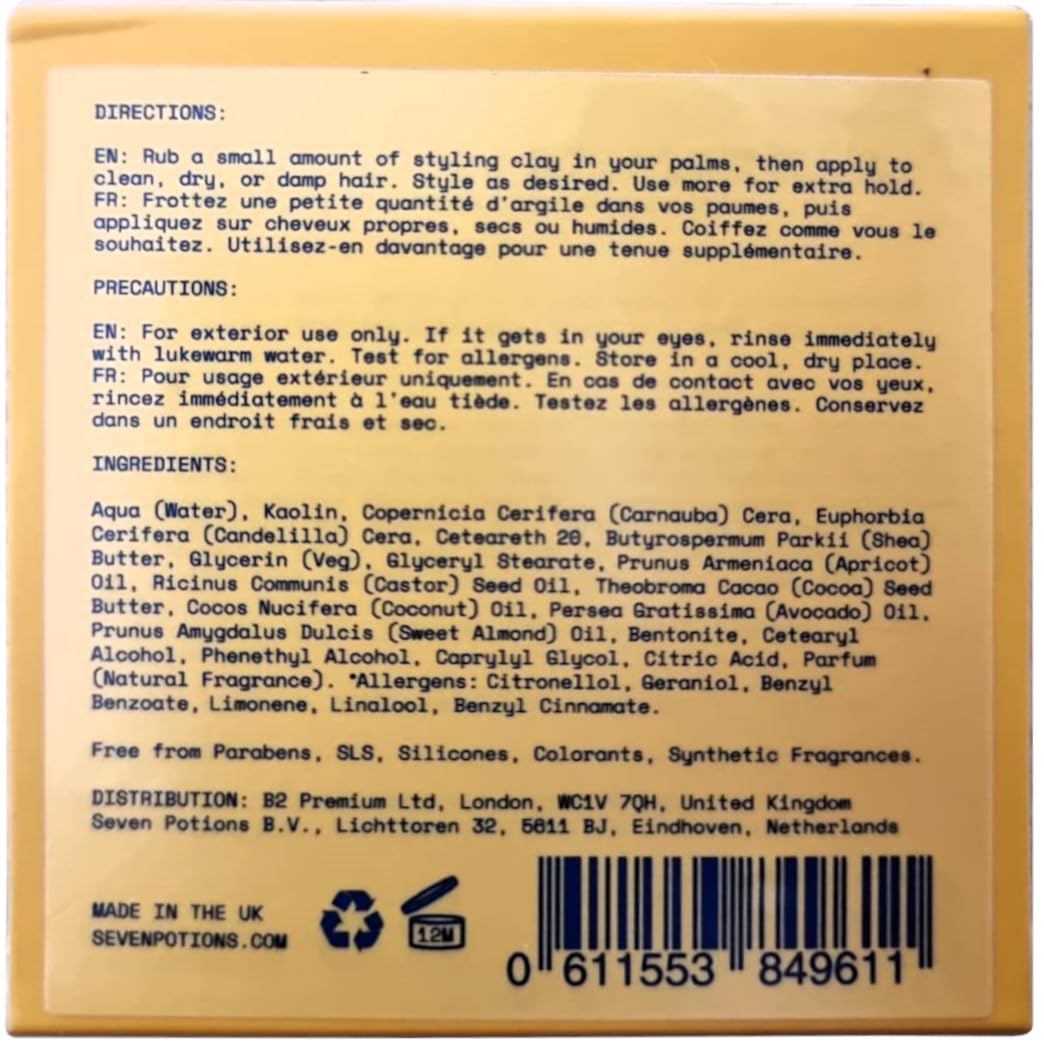 DIRECTIONS:
EN: Rub a small amount of styling clay in your palms, then apply to
clean, dry, or damp hair. Style as desired. Use more for extra hold.
FR: Frottez une petite quantité d'argile dans vos paumes, puis
appliquez sur cheveux propres, secs ou humides. Coiffez comme vous le
souhaitez. Utilisez-en davantage pour une tenue supplémentaire.
PRECAUTIONS:
EN: For exterior use only. If it gets in your eyes, rinse immediately
with lukewarm water. Test for allergens. Store in a cool, dry place.
FR: Pour usage extérieur uniquement. En cas de contact avec vos yeux,
rincez immédiatement à l'eau tiède. Testez les allergènes. Conservez
dans un endroit frais et sec.
INGREDIENTS:
Aqua (Water), Kaolin, Copernicia Cerifera (Carnauba) Cera, Euphorbia
Cerifera (Candelilla) Cera, Ceteareth 20, Butyrospermum Parkii (Shea)
Butter, Glycerin (Veg), Glyceryl Stearate, Prunus Armeniaca (Apricot)
Oil, Ricinus Communis (Castor) Seed Oil, Theobroma Cacao (Cocoa) Seed
Butter, Cocos Nucifera (Coconut) Oil, Persea Gratissima (Avocado) Oil,
Prunus Amygdalus Dulcis (Sweet Almond) Oil, Bentonite, Cetearyl
Alcohol, Phenethyl Alcohol, Caprylyl Glycol, Citric Acid, Parfum
(Natural Fragrance). *Allergens: Citronellol, Geraniol, Benzyl
Benzoate, Limonene, Linalool, Benzyl Cinnamate.
Free from Parabens, SLS, Silicones, Colorants, Synthetic Fragrances.
DISTRIBUTION: B2 Premium Ltd, London, WC1V 7QH, United Kingdom
Seven Potions B.V., Lichttoren 32, 5611 BJ, Eindhoven, Netherlands
MADE IN THE UK
SEVENPOTIONS.COM
12M
0 611553 849611